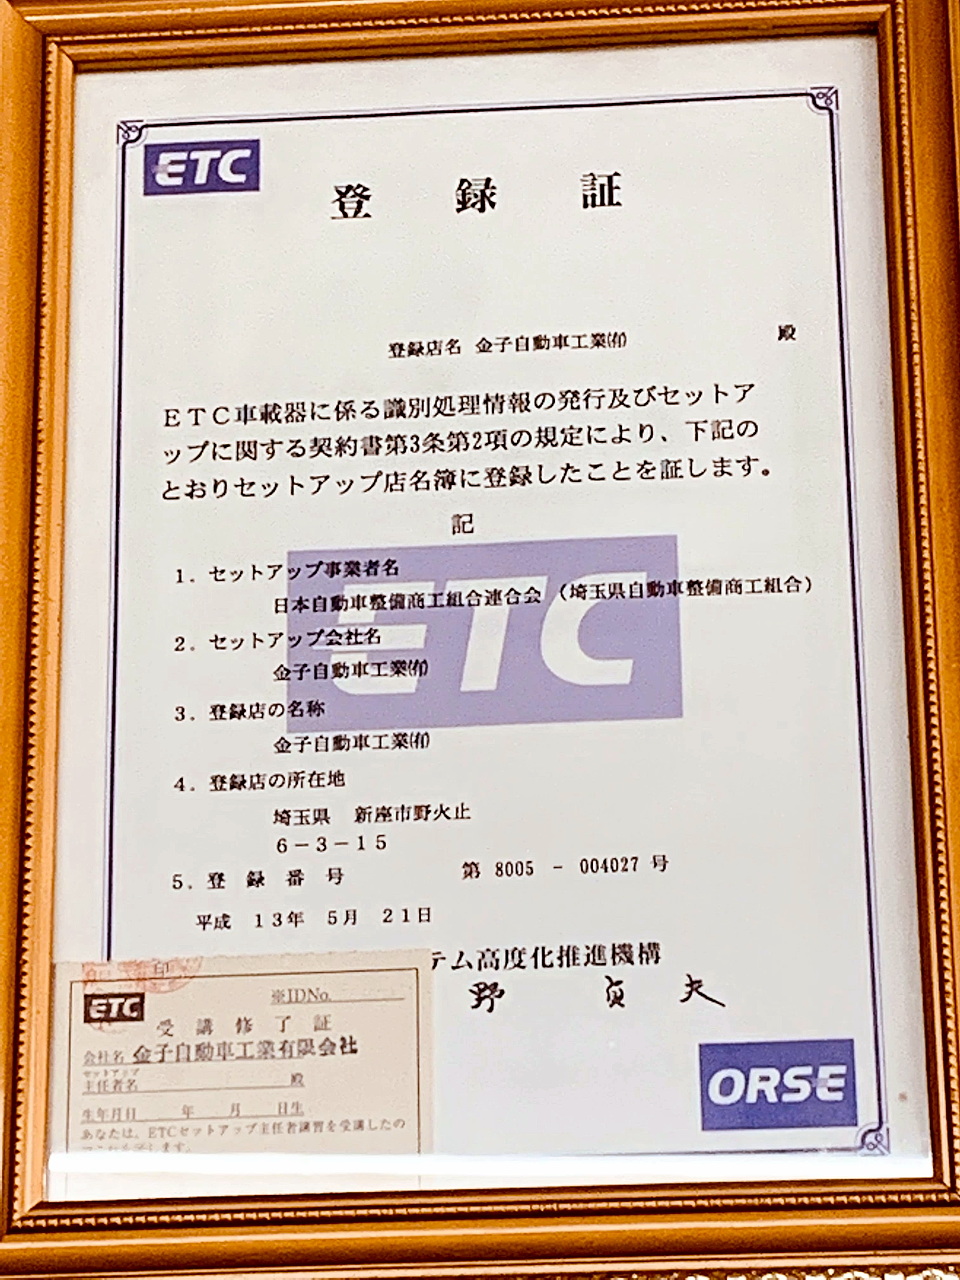 ETC
登録証
登録店名 金子自動車工業㈲ 殿
ETC車載器に係る識別処理情報の発行及びセットア
ップに関する契約書第3条第2項の規定により、下記の
とおりセットアップ店名簿に登録したことを証します。
記
ETC
1. セットアップ事業者名
日本自動車整備商工組合連合会 (埼玉県自動車整備商工組合)
2. セットアップ会社名
金子自動車工業㈲
3. 登録店の名称
金子自動車工業㈲
4. 登録店の所在地
埼玉県 新座市野火止
6-3-15
5. 登録番号 第 8005 - 004027 号
平成 13年 5月 21日
テム高度化推進機構
野 貞夫
ORSE
印
ETC
※IDNo.
受講修了証
会社名 金子自動車工業有限会社
セットアップ
主任者名 殿
生年月日 年 月 日生
あなたは、ETCセットアップ主任者講習を受講したの